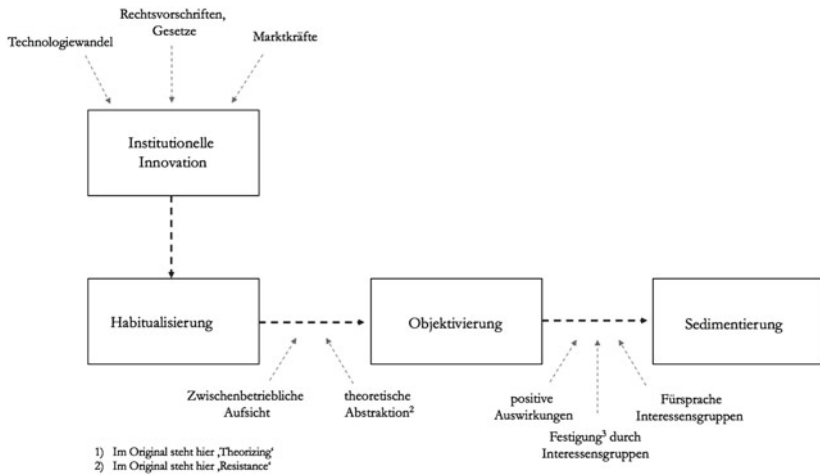 Rechtsvorschriften,
Gesetze
Technologiewandel
Marktkräfte
Institutionelle
Innovation
Habitualisierung
Objektivierung
Sedimentierung
Zwischenbetriebliche
Aufsicht
theoretische
Abstraktion²
positive
Auswirkungen
Festigung³ durch
Interessensgruppen
Fürsprache
Interessensgruppen
1) Im Original steht hier ‚Theorizing‘
2) Im Original steht hier ‚Resistance‘